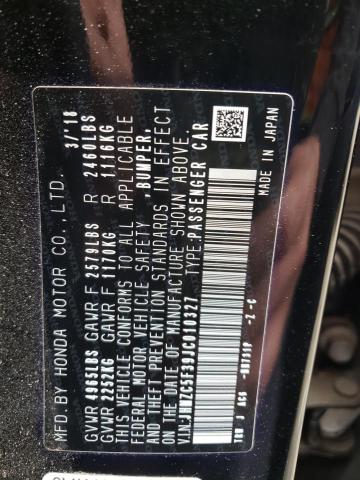 MFD.BY HONDA MOTOR CO., LTD. 3/'18
GVWR 4963LBS GAWR F 2579LBS R 2460LBS
GVWR 2252KG GAWR F 1170KG R 1116KG
THIS VEHICLE CONFORMS TO ALL APPLICABLE
FEDERAL MOTOR VEHICLE SAFETY, BUMPER,
AND THEFT PREVENTION STANDARDS IN EFFECT
ON THE DATE OF MANUFACTURE SHOWN ABOVE.
V.I.N.: JHMZC5F39JC010327 TYPE:PASSENGER CAR
MADE IN JAPAN
-Z-C